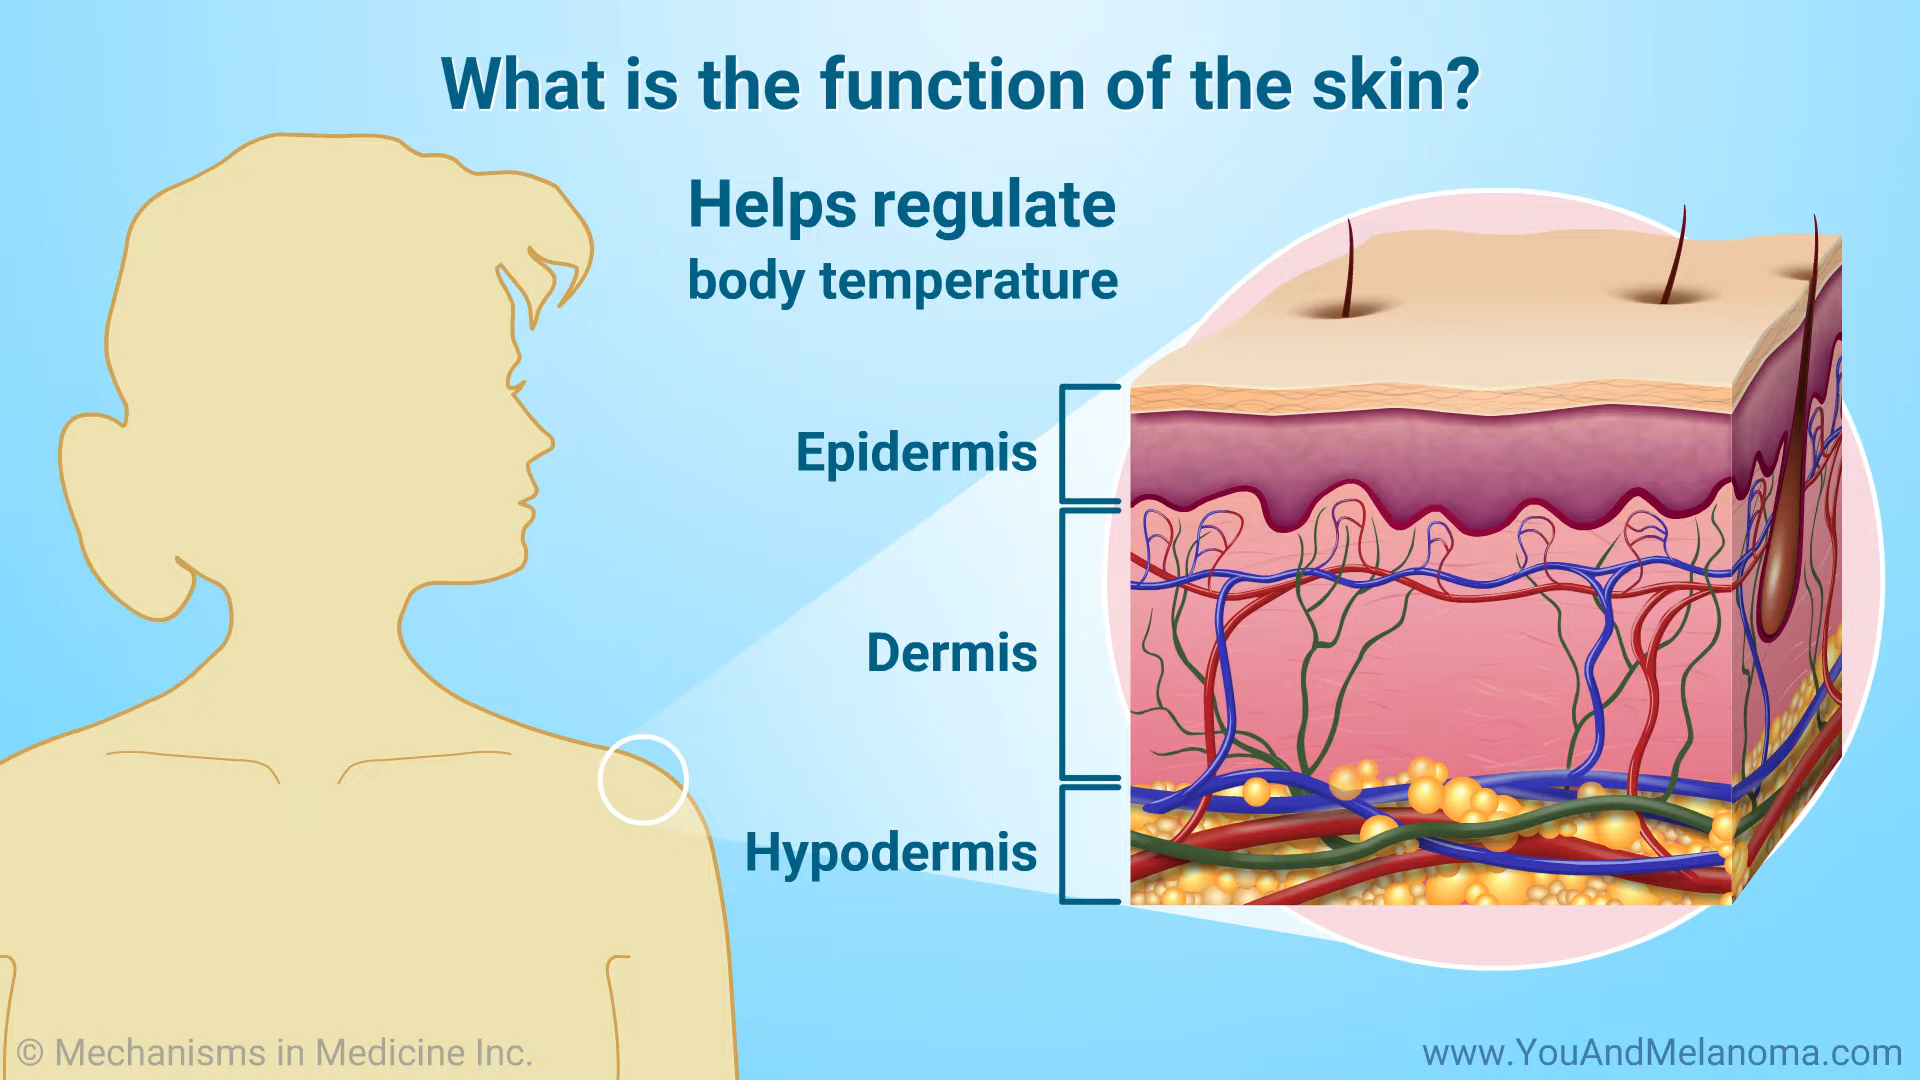 What is the function of the skin?
Helps regulate
body temperature
Epidermis
Dermis
Hypodermis
© Mechanisms in Medicine Inc.
www.YouAndMelanoma.com